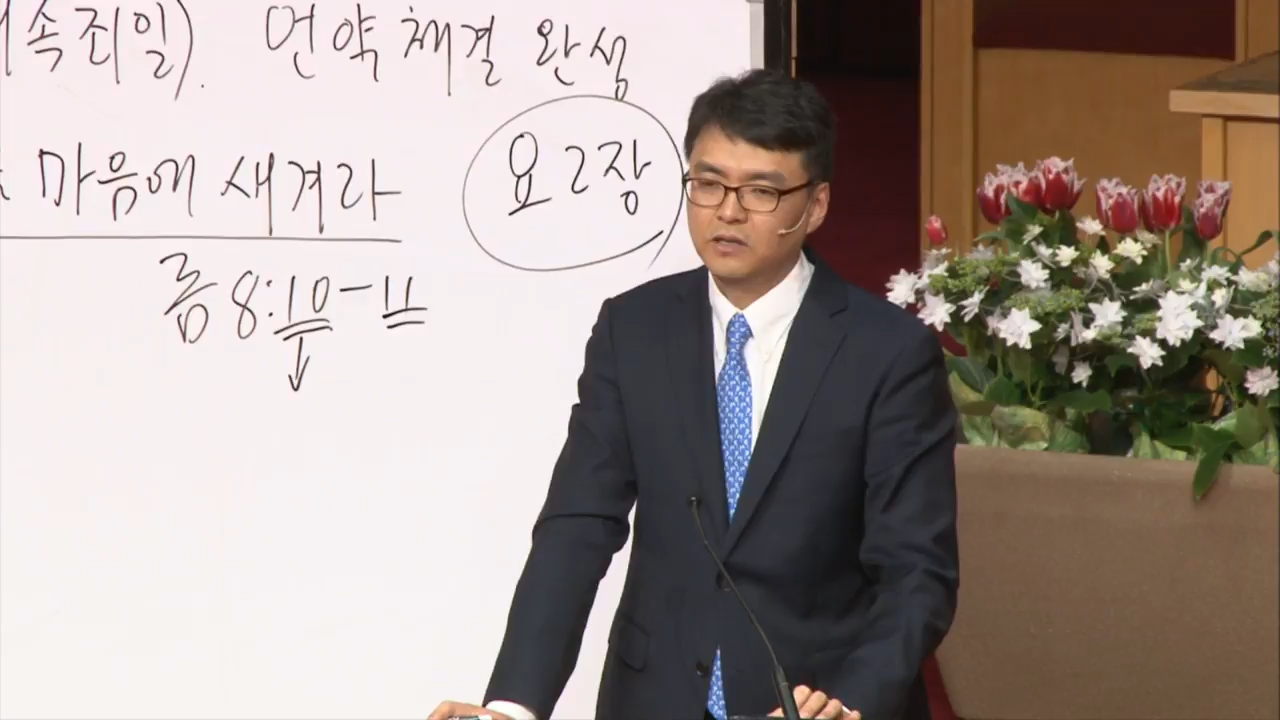 속죄일). 언약체결 완성
마음에 새겨라
요2장
롬8:10-11